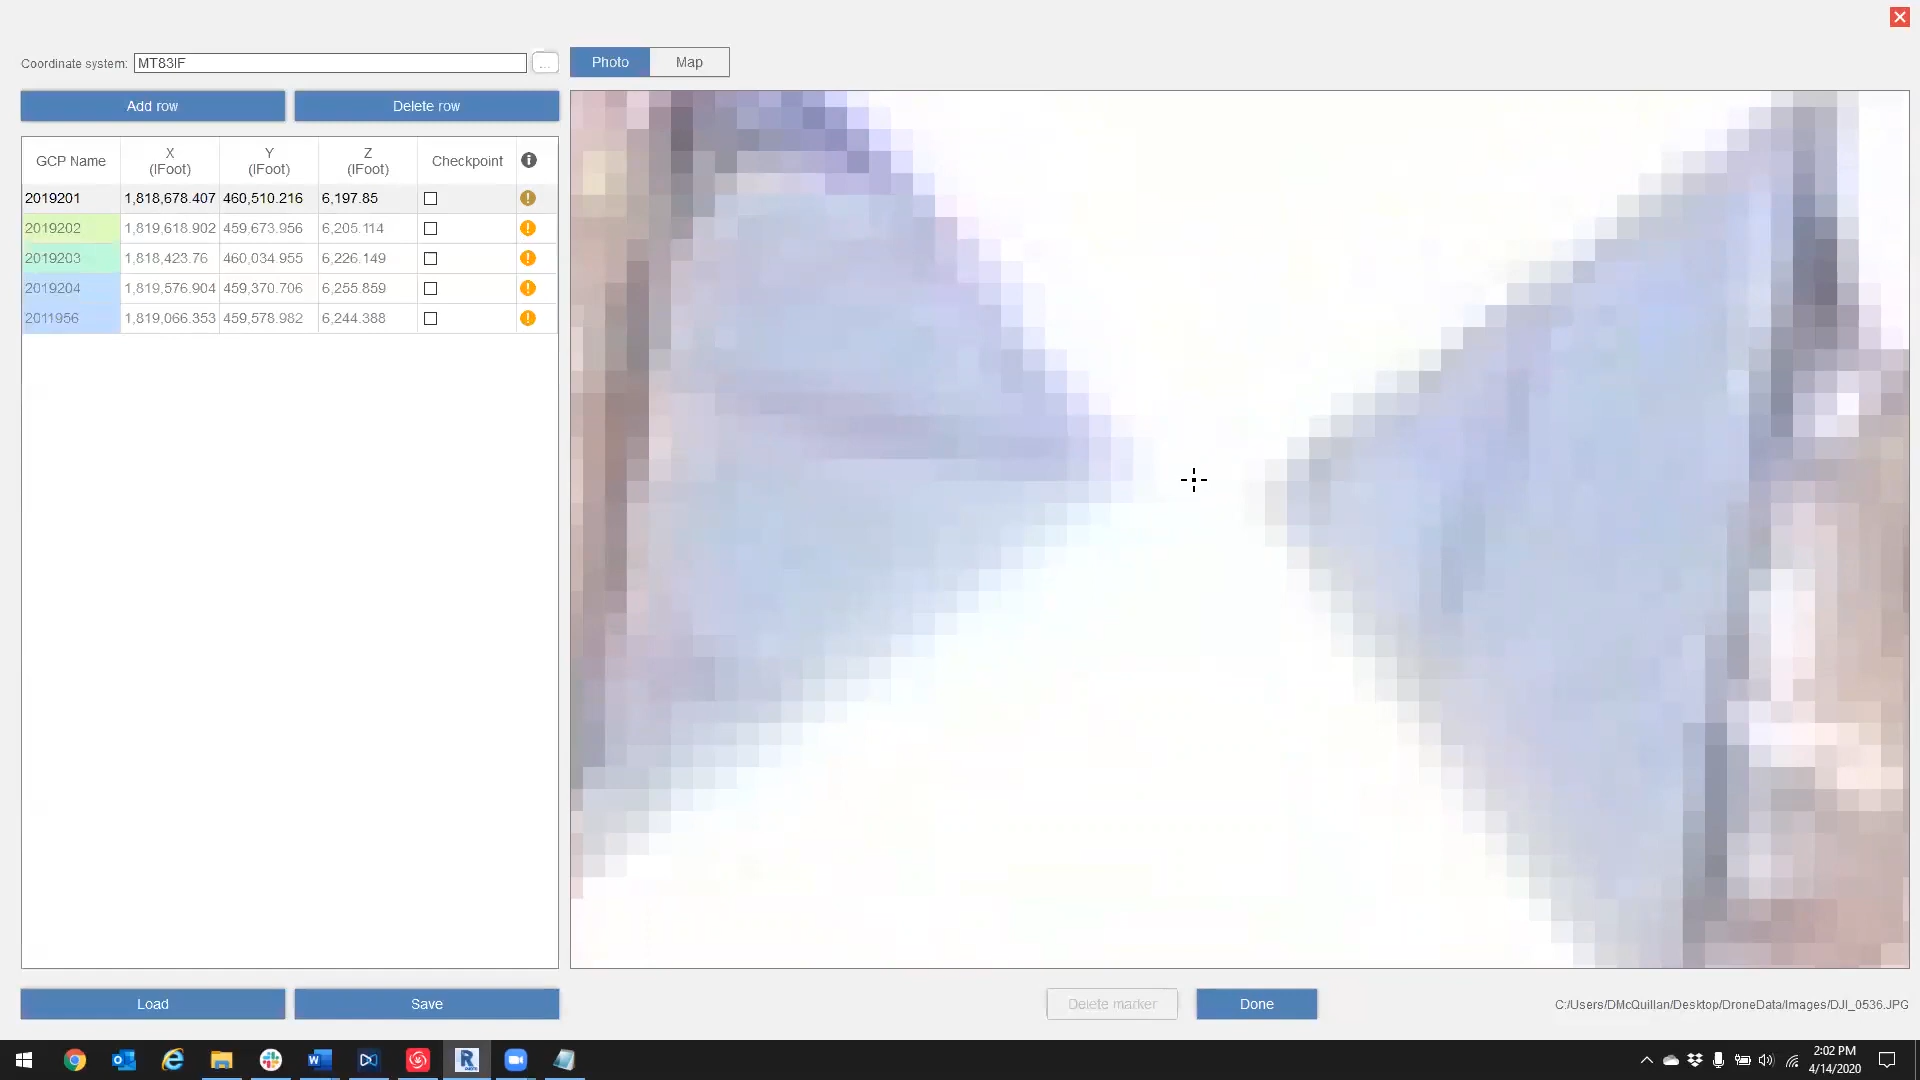 Coordinate system: MT83IF ...
Photo Map
Add row Delete row
GCP Name X (IFoot) Y (IFoot) Z (IFoot) Checkpoint i
2019201 1,818,678.407 460,510.216 6,197.85 !
2019202 1,819,618.902 459,673.956 6,205.114 !
2019203 1,818,423.76 460,034.955 6,226.149 !
2019204 1,819,576.904 459,370.706 6,255.859 !
2011956 1,819,066.353 459,578.982 6,244.388 !
Load Save Delete marker Done C:/Users/DMcQuillan/Desktop/DroneData/Images/DJI_0536.JPG
2:02 PM
4/14/2020